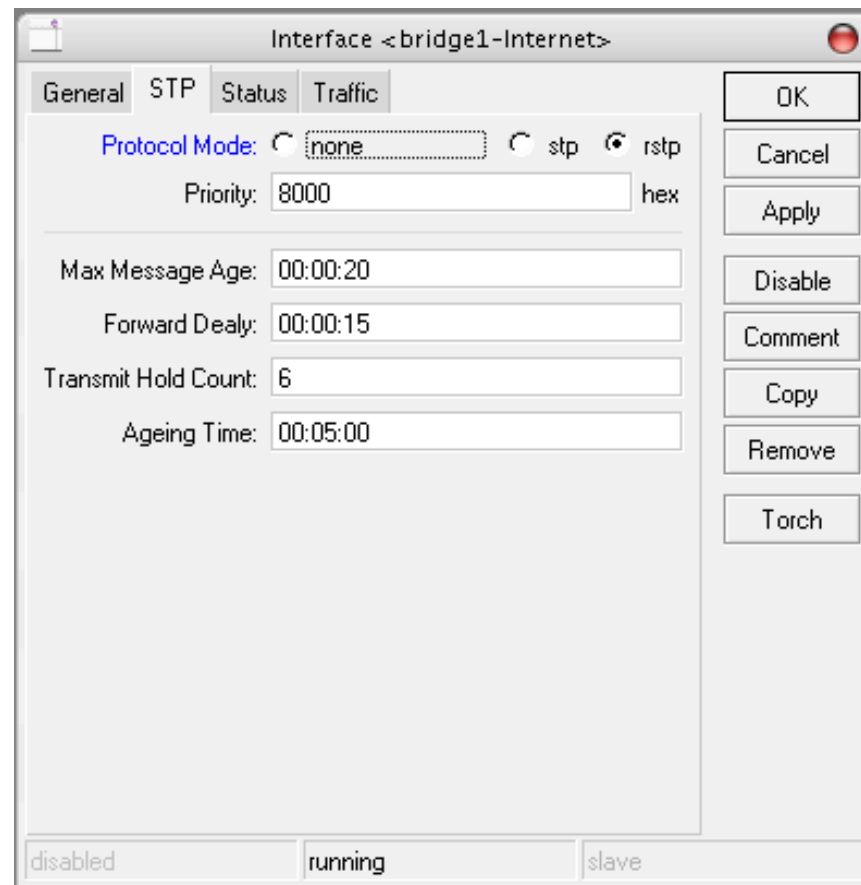 Interface <bridge1-Internet>
General STP Status Traffic
Protocol Mode: none stp rstp
Priority: 8000 hex
Max Message Age: 00:00:20
Forward Dealy: 00:00:15
Transmit Hold Count: 6
Ageing Time: 00:05:00
OK
Cancel
Apply
Disable
Comment
Copy
Remove
Torch
disabled running slave